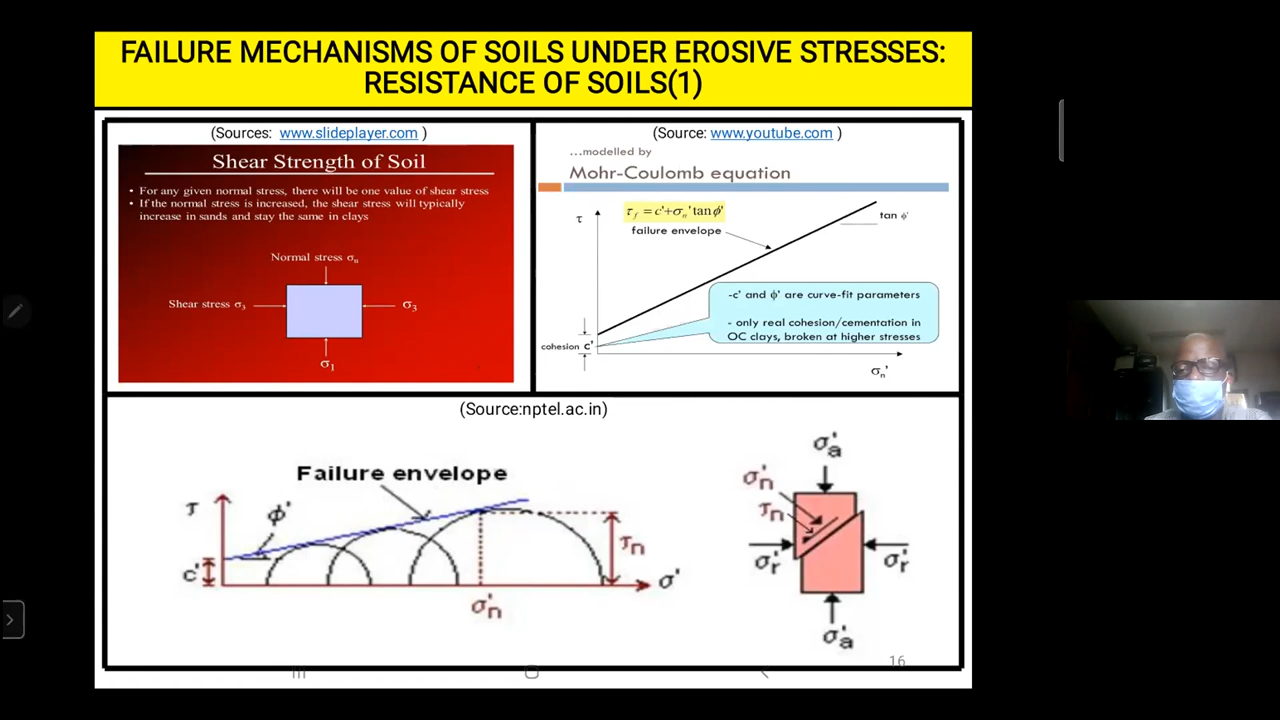 FAILURE MECHANISMS OF SOILS UNDER EROSIVE STRESSES:
RESISTANCE OF SOILS(1)
(Sources: www.slideplayer.com )
Shear Strength of Soil
• For any given normal stress, there will be one value of shear stress
• If the normal stress is increased, the shear stress will typically
increase in sands and stay the same in clays
Normal stress σn
Shear stress σ3
σ3
σ1
(Source: www.youtube.com )
...modelled by
Mohr-Coulomb equation
τ
τf = c'+σn' tan ϕ'
failure envelope
tan ϕ'
-c' and ϕ' are curve-fit parameters
- only real cohesion/cementation in
OC clays, broken at higher stresses
cohesion c'
σn'
(Source:nptel.ac.in)
Failure envelope
τ
ϕ'
c'
τn
σ'
σ'n
σ'a
σ'n
τn
σ'r
σ'r
σ'a
16